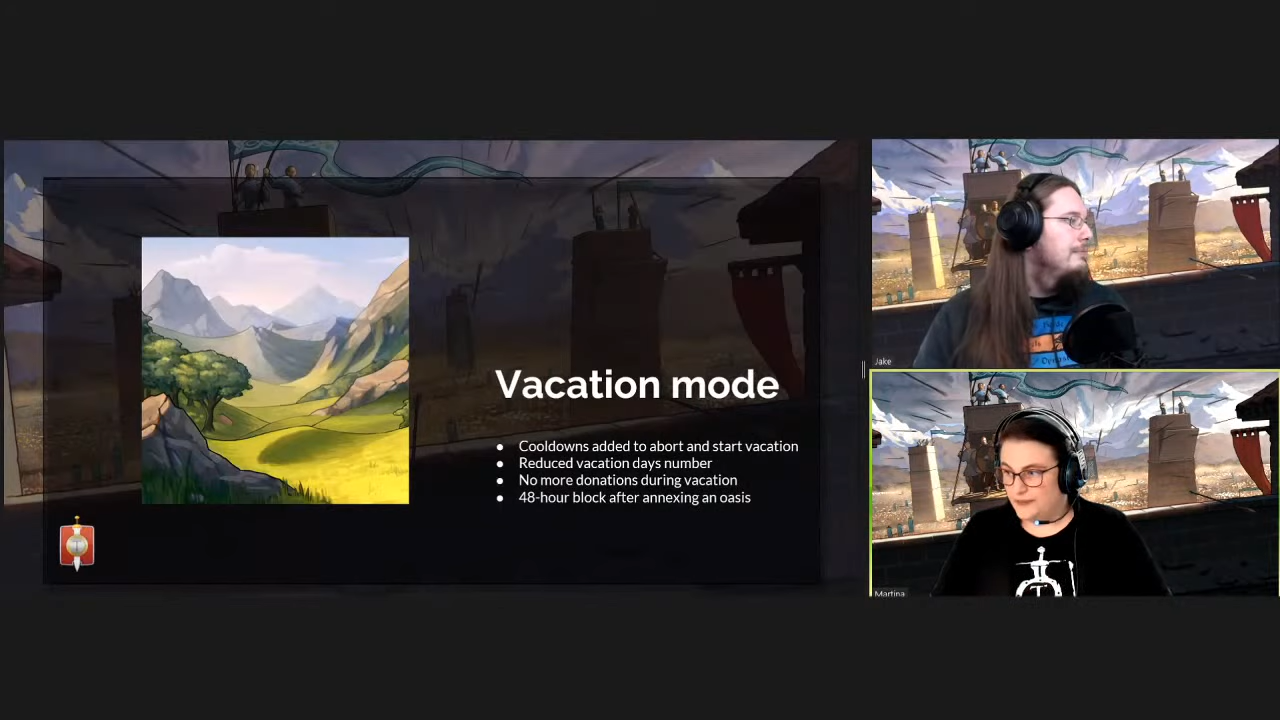 Vacation mode
● Cooldowns added to abort and start vacation
● Reduced vacation days number
● No more donations during vacation
● 48-hour block after annexing an oasis
Jake
Martina